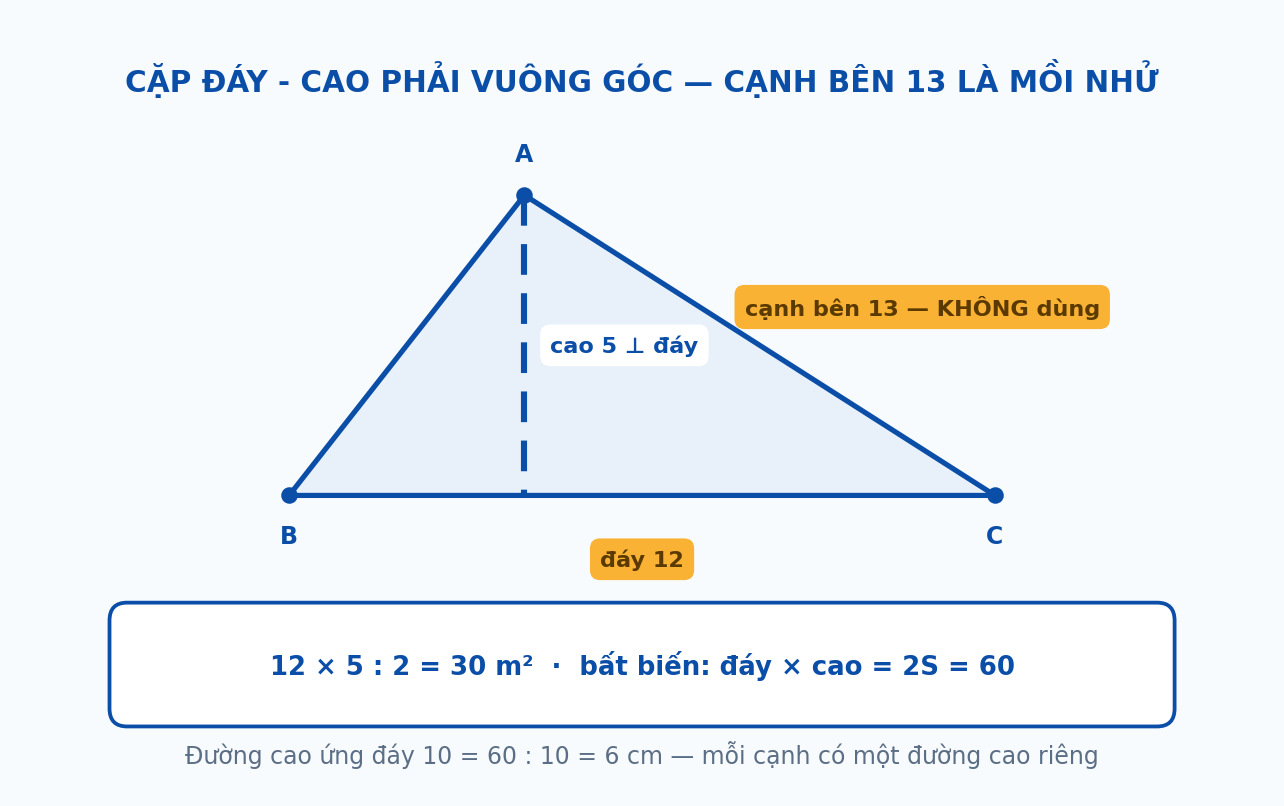 CẶP ĐÁY - CAO PHẢI VUÔNG GÓC — CẠNH BÊN 13 LÀ MỒI NHỬ
A
cạnh bên 13 — KHÔNG dùng
cao 5 ⊥ đáy
B
C
đáy 12
12 × 5 : 2 = 30 m² · bất biến: đáy × cao = 2S = 60
Đường cao ứng đáy 10 = 60 : 10 = 6 cm — mỗi cạnh có một đường cao riêng